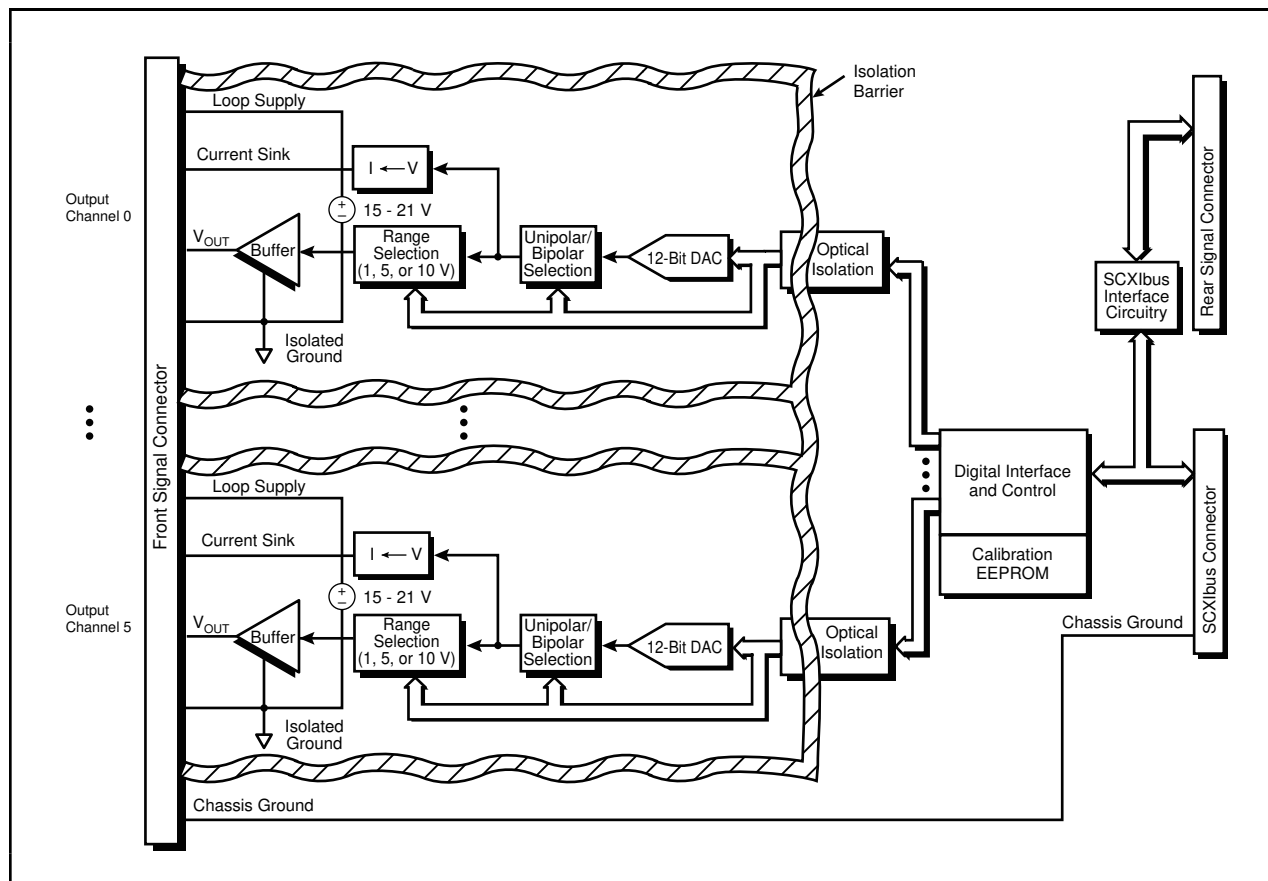 Isolation
Barrier
Front Signal Connector
Output
Channel 0
Loop Supply
Current Sink
I ← V
+
−
15 - 21 V
VOUT
Buffer
Range
Selection
(1, 5, or 10 V)
Unipolar/
Bipolar
Selection
12-Bit DAC
Optical
Isolation
Isolated
Ground
Rear Signal Connector
SCXIbus
Interface
Circuitry
Digital Interface
and Control
Calibration
EEPROM
SCXIbus Connector
Output
Channel 5
Loop Supply
Current Sink
I ← V
+
−
15 - 21 V
VOUT
Buffer
Range
Selection
(1, 5, or 10 V)
Unipolar/
Bipolar
Selection
12-Bit DAC
Optical
Isolation
Isolated
Ground
Chassis Ground
Chassis Ground